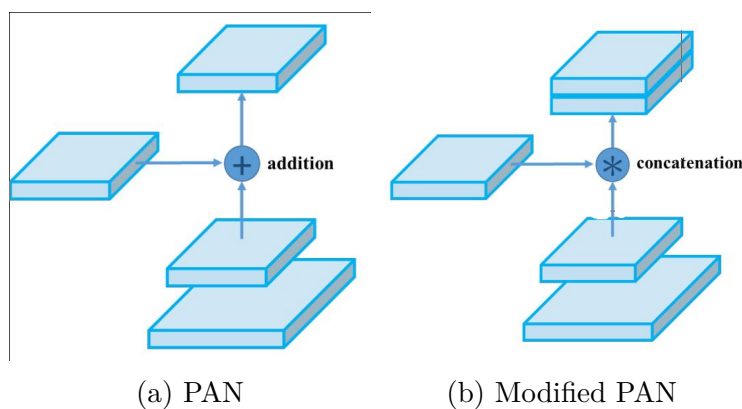 + addition
* concatenation
(a) PAN
(b) Modified PAN